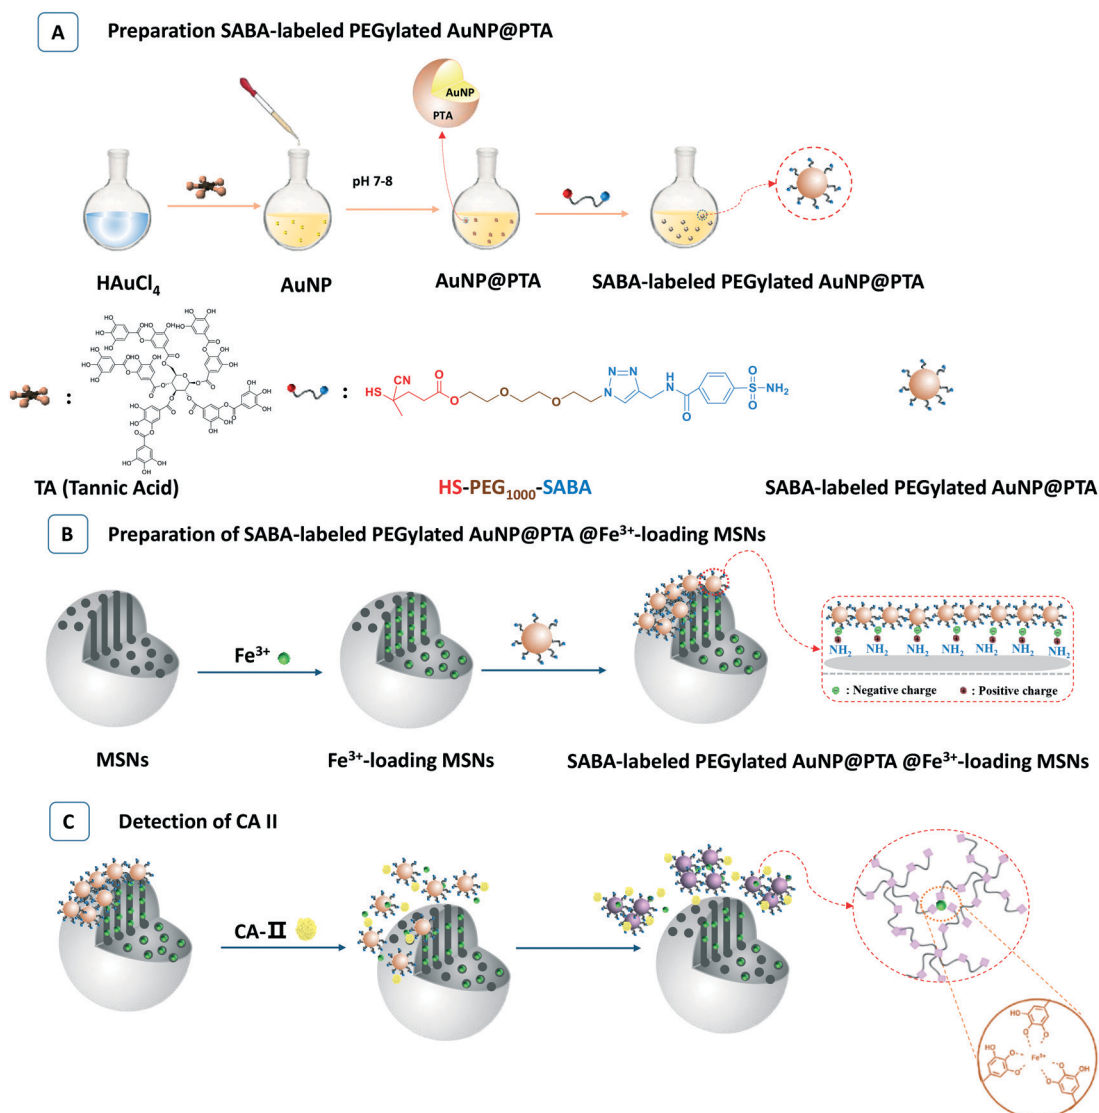 A Preparation SABA-labeled PEGylated AuNP@PTA
AuNP
PTA
pH 7-8
HAuCl4
AuNP
AuNP@PTA
SABA-labeled PEGylated AuNP@PTA
:
:
HS
CN
O
O
O
O
N=N
N
H
N
O
O
S-NH2
O
TA (Tannic Acid)
HS-PEG1000-SABA
SABA-labeled PEGylated AuNP@PTA
B Preparation of SABA-labeled PEGylated AuNP@PTA @Fe3+-loading MSNs
Fe3+
NH2 NH2 NH2 NH2 NH2 NH2 NH2
: Negative charge : Positive charge
MSNs
Fe3+-loading MSNs
SABA-labeled PEGylated AuNP@PTA @Fe3+-loading MSNs
C Detection of CA II
CA-II
HO
O
O
HO
O
O
Fe3+
O
O
OH